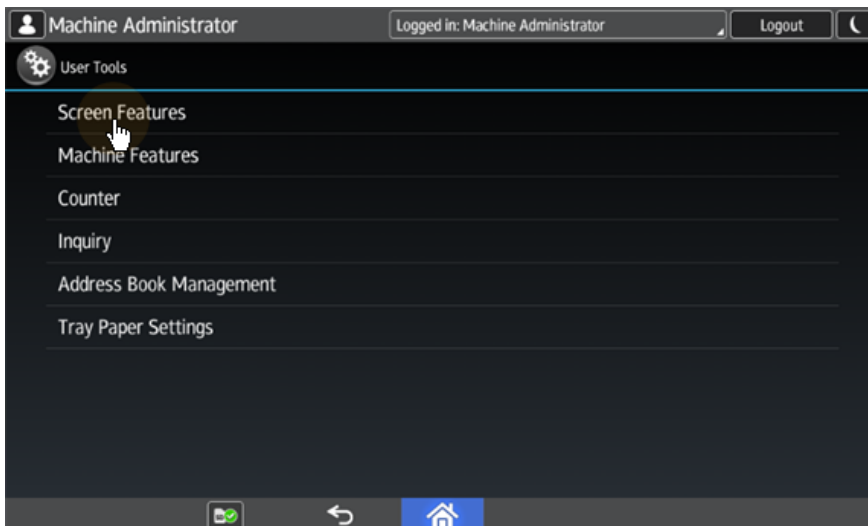 Machine Administrator
Logged in: Machine Administrator
Logout
User Tools
Screen Features
Machine Features
Counter
Inquiry
Address Book Management
Tray Paper Settings